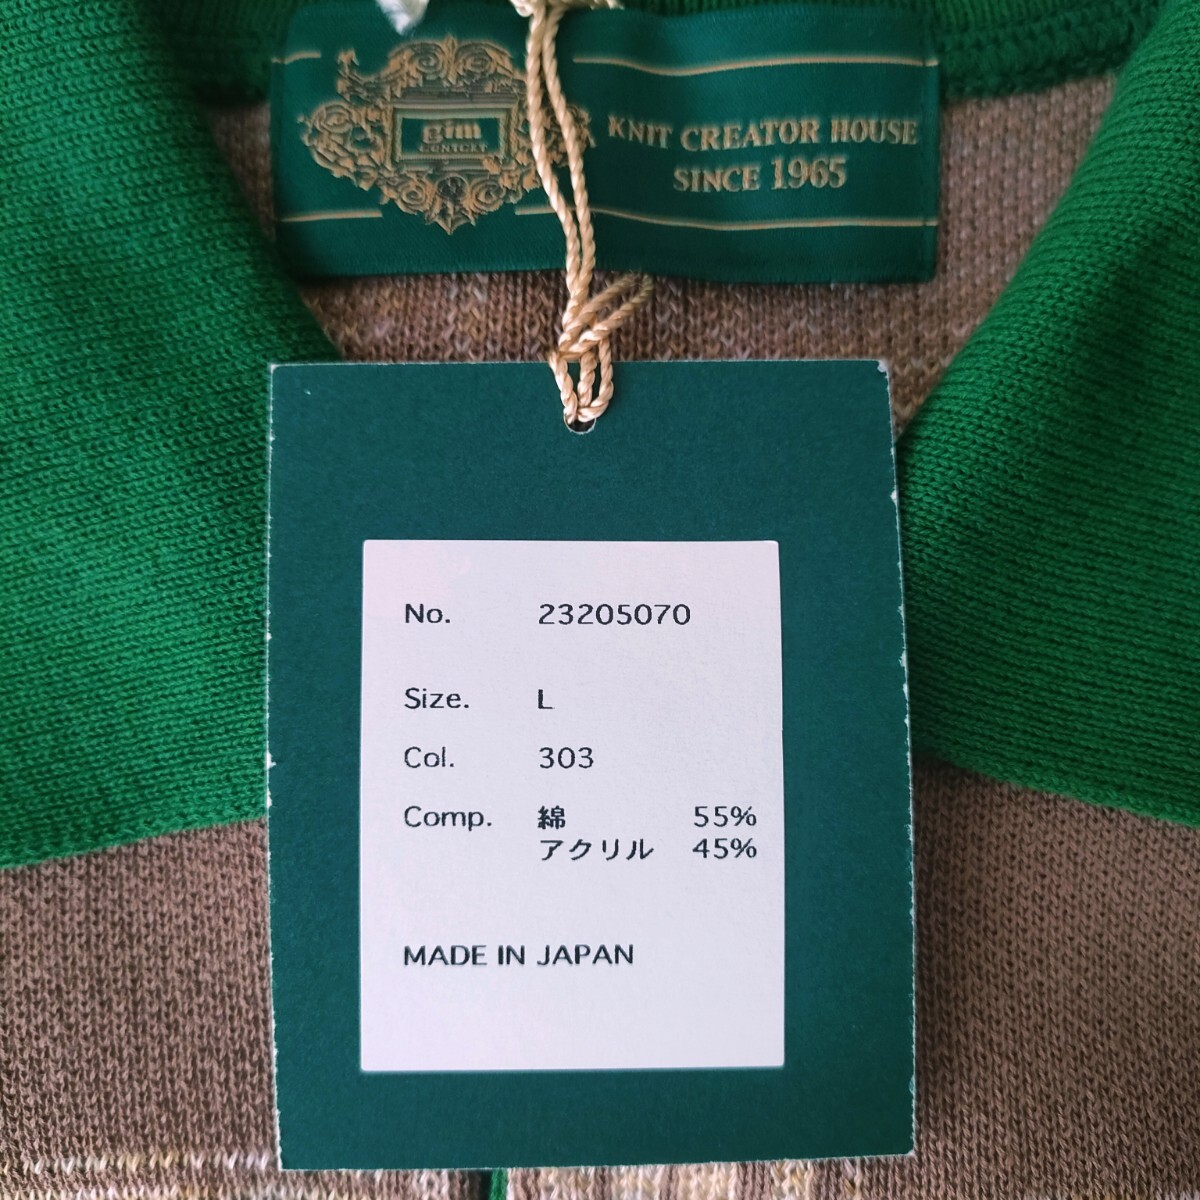 gim
CONTCET
KNIT CREATOR HOUSE
SINCE 1965
No. 23205070
Size. L
Col. 303
Comp. 綿 55%
アクリル 45%
MADE IN JAPAN